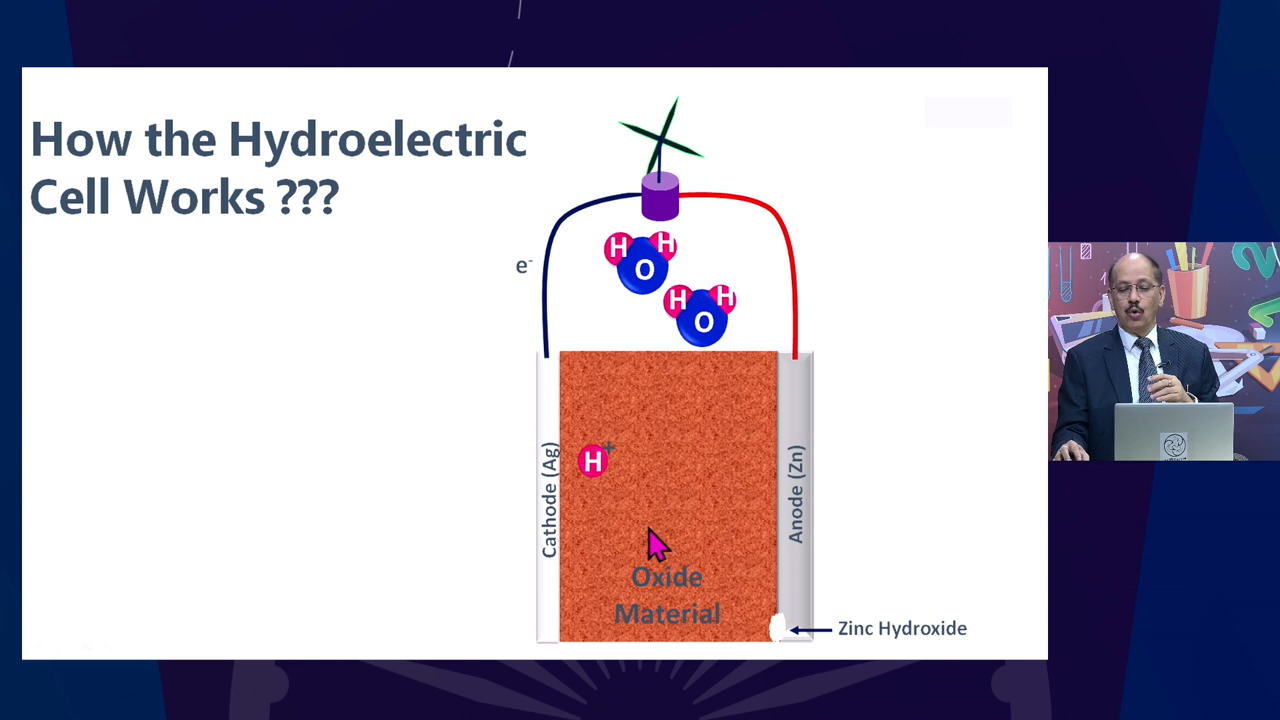 How the Hydroelectric
Cell Works ???
e-
H H
O
H H
O
Cathode (Ag)
H+
Anode (Zn)
Oxide
Material
Zinc Hydroxide